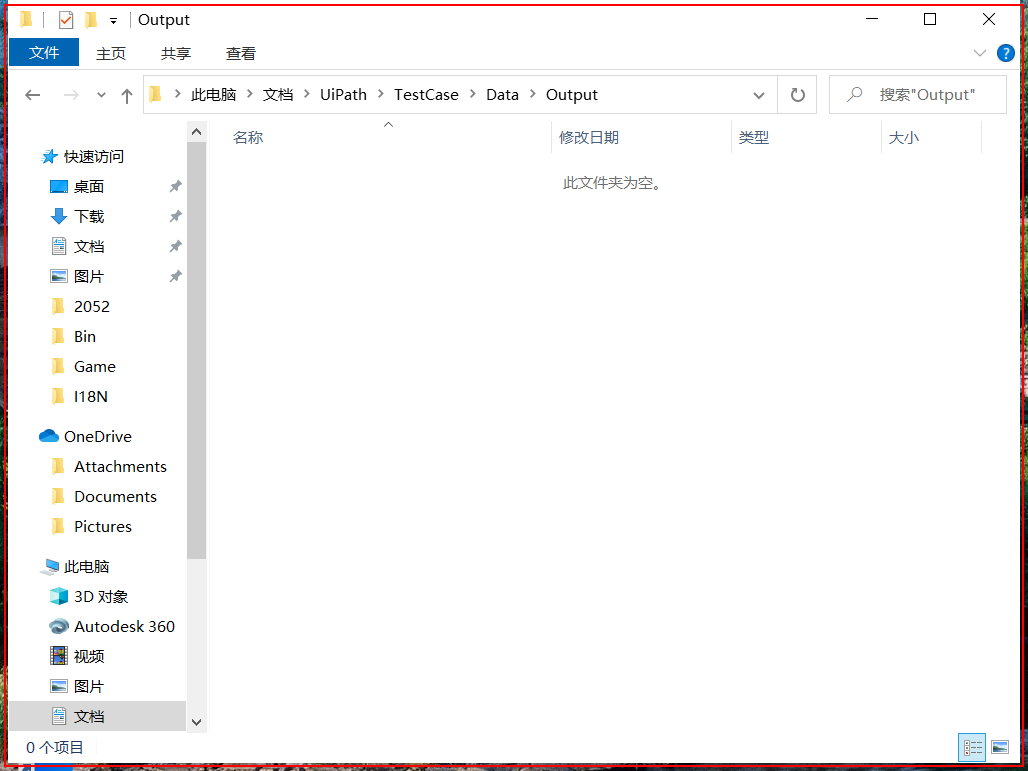 Output
文件 主页 共享 查看
此电脑 文档 UiPath TestCase Data Output 搜索"Output"
名称 修改日期 类型 大小
此文件夹为空。
快速访问
桌面
下载
文档
图片
2052
Bin
Game
I18N
OneDrive
Attachments
Documents
Pictures
此电脑
3D 对象
Autodesk 360
视频
图片
文档
0 个项目